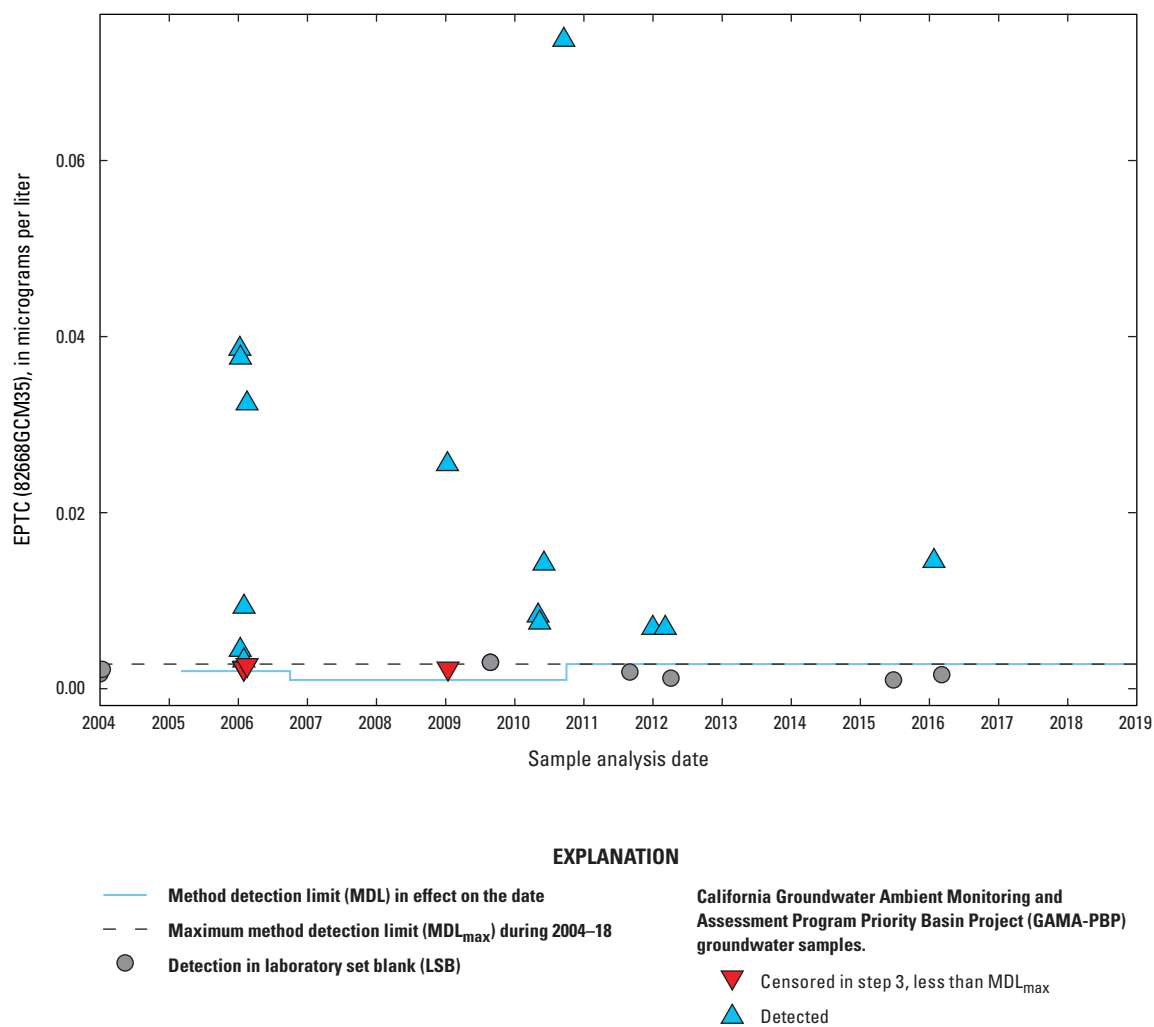 EPTC (82668GCM35), in micrograms per liter
0.06
0.04
0.02
0.00
2004 2005 2006 2007 2008 2009 2010 2011 2012 2013 2014 2015 2016 2017 2018 2019
Sample analysis date
EXPLANATION
Method detection limit (MDL) in effect on the date
Maximum method detection limit (MDLmax) during 2004–18
Detection in laboratory set blank (LSB)
California Groundwater Ambient Monitoring and
Assessment Program Priority Basin Project (GAMA-PBP)
groundwater samples.
Censored in step 3, less than MDLmax
Detected